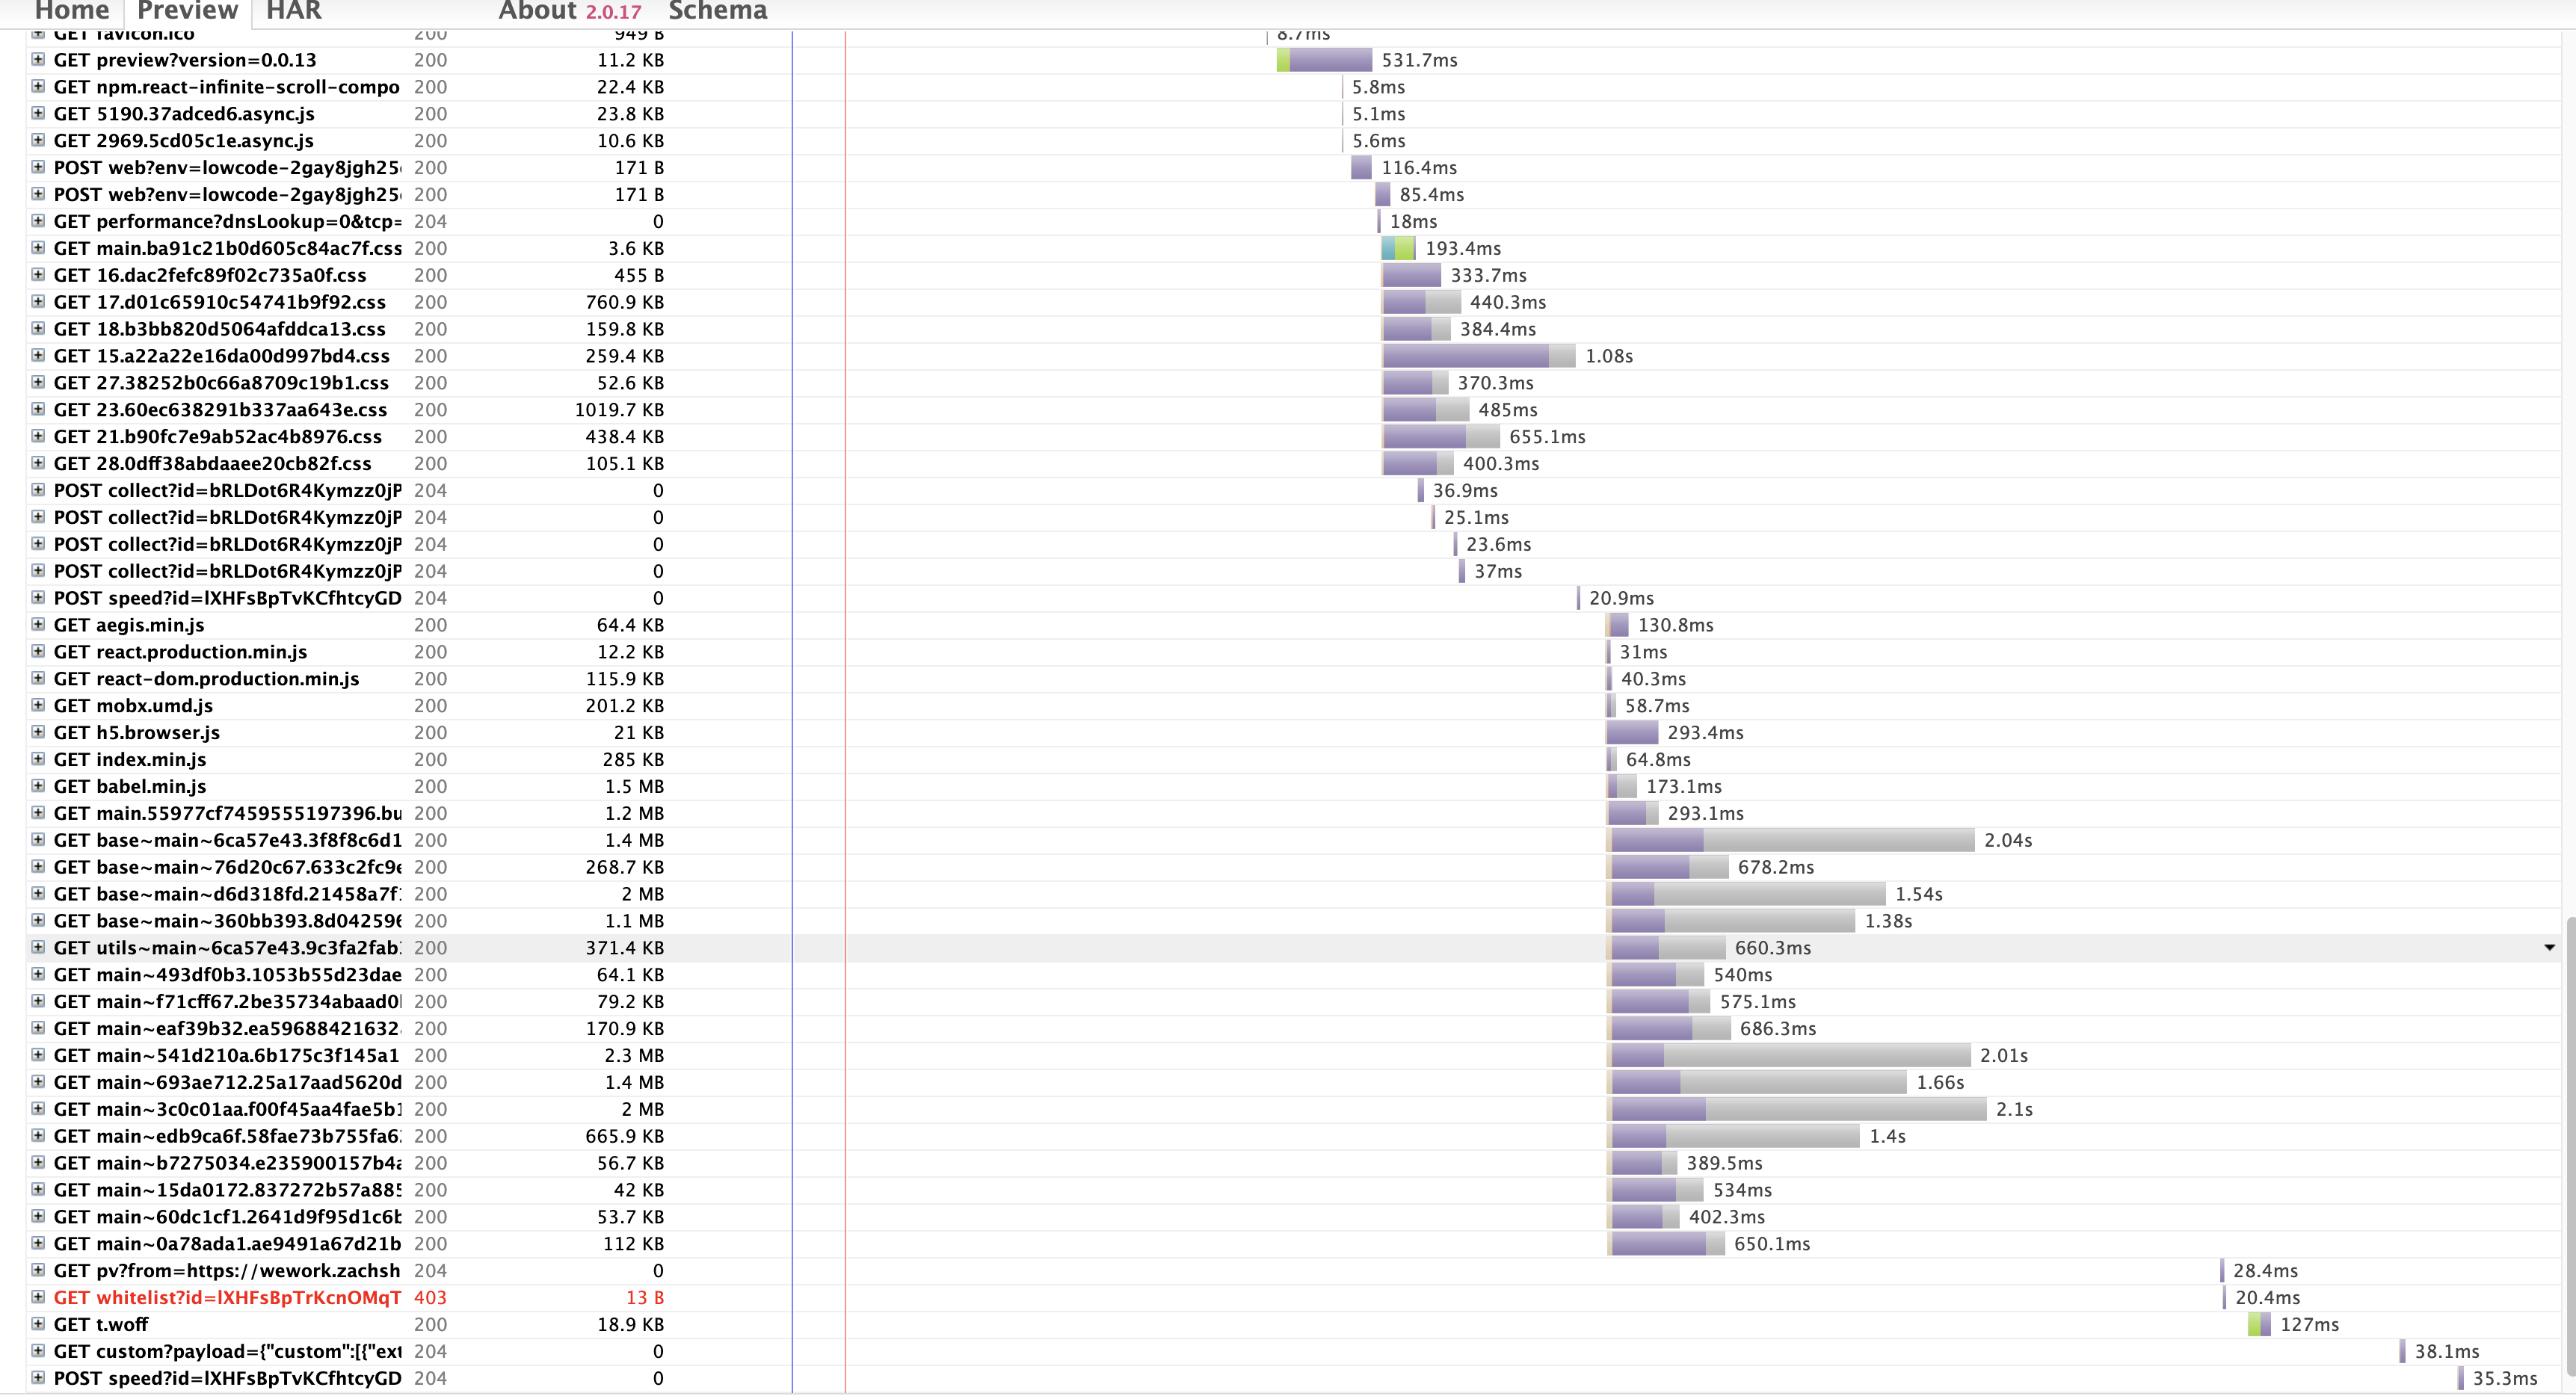 Home Preview HAR About 2.0.17 Schema
GET favicon.ico 200 949 B 8.7ms
GET preview?version=0.0.13 200 11.2 KB 531.7ms
GET npm.react-infinite-scroll-compo 200 22.4 KB 5.8ms
GET 5190.37adced6.async.js 200 23.8 KB 5.1ms
GET 2969.5cd05c1e.async.js 200 10.6 KB 5.6ms
POST web?env=lowcode-2gay8jgh25 200 171 B 116.4ms
POST web?env=lowcode-2gay8jgh25 200 171 B 85.4ms
GET performance?dnsLookup=0&tcp= 204 0 18ms
GET main.ba91c21b0d605c84ac7f.css 200 3.6 KB 193.4ms
GET 16.dac2fefc89f02c735a0f.css 200 455 B 333.7ms
GET 17.d01c65910c54741b9f92.css 200 760.9 KB 440.3ms
GET 18.b3bb820d5064afddca13.css 200 159.8 KB 384.4ms
GET 15.a22a22e16da00d997bd4.css 200 259.4 KB 1.08s
GET 27.38252b0c66a8709c19b1.css 200 52.6 KB 370.3ms
GET 23.60ec638291b337aa643e.css 200 1019.7 KB 485ms
GET 21.b90fc7e9ab52ac4b8976.css 200 438.4 KB 655.1ms
GET 28.0dff38abdaaee20cb82f.css 200 105.1 KB 400.3ms
POST collect?id=bRLDot6R4Kymzz0jP 204 0 36.9ms
POST collect?id=bRLDot6R4Kymzz0jP 204 0 25.1ms
POST collect?id=bRLDot6R4Kymzz0jP 204 0 23.6ms
POST collect?id=bRLDot6R4Kymzz0jP 204 0 37ms
POST speed?id=lXHFsBpTvKCfhtcyGD 204 0 20.9ms
GET aegis.min.js 200 64.4 KB 130.8ms
GET react.production.min.js 200 12.2 KB 31ms
GET react-dom.production.min.js 200 115.9 KB 40.3ms
GET mobx.umd.js 200 201.2 KB 58.7ms
GET h5.browser.js 200 21 KB 293.4ms
GET index.min.js 200 285 KB 64.8ms
GET babel.min.js 200 1.5 MB 173.1ms
GET main.55977cf7459555197396.bu 200 1.2 MB 293.1ms
GET base~main~6ca57e43.3f8f8c6d1 200 1.4 MB 2.04s
GET base~main~76d20c67.633c2fc9e 200 268.7 KB 678.2ms
GET base~main~d6d318fd.21458a7f 200 2 MB 1.54s
GET base~main~360bb393.8d042596 200 1.1 MB 1.38s
GET utils~main~6ca57e43.9c3fa2fab 200 371.4 KB 660.3ms
GET main~493df0b3.1053b55d23dae 200 64.1 KB 540ms
GET main~f71cff67.2be35734abaad0 200 79.2 KB 575.1ms
GET main~eaf39b32.ea59688421632 200 170.9 KB 686.3ms
GET main~541d210a.6b175c3f145a1 200 2.3 MB 2.01s
GET main~693ae712.25a17aad5620d 200 1.4 MB 1.66s
GET main~3c0c01aa.f00f45aa4fae5b1 200 2 MB 2.1s
GET main~edb9ca6f.58fae73b755fa6 200 665.9 KB 1.4s
GET main~b7275034.e235900157b4a 200 56.7 KB 389.5ms
GET main~15da0172.837272b57a885 200 42 KB 534ms
GET main~60dc1cf1.2641d9f95d1c6b 200 53.7 KB 402.3ms
GET main~0a78ada1.ae9491a67d21b 200 112 KB 650.1ms
GET pv?from=https://wework.zachsh 204 0 28.4ms
GET whitelist?id=lXHFsBpTrKcnOMqT 403 13 B 20.4ms
GET t.woff 200 18.9 KB 127ms
GET custom?payload={"custom":[{"ext 204 0 38.1ms
POST speed?id=lXHFsBpTvKCfhtcyGD 204 0 35.3ms